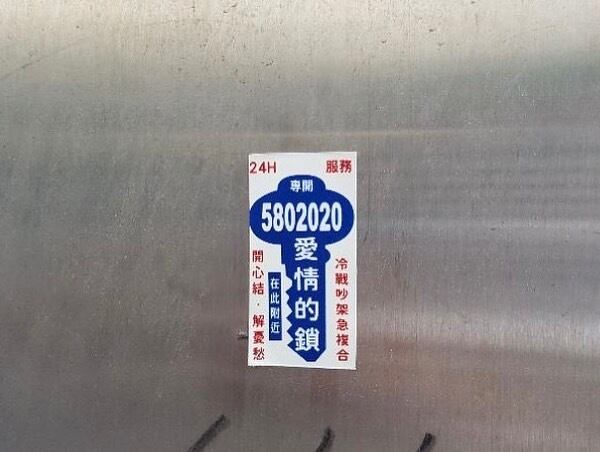 24H 服務
專開
5802020
愛情的鎖
在此附近
開心結．解憂愁
冷戰吵架急複合